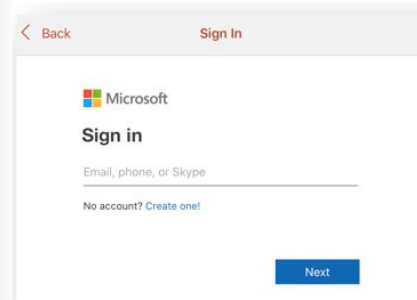 Back Sign In
Microsoft
Sign in
Email, phone, or Skype
No account? Create one!
Next